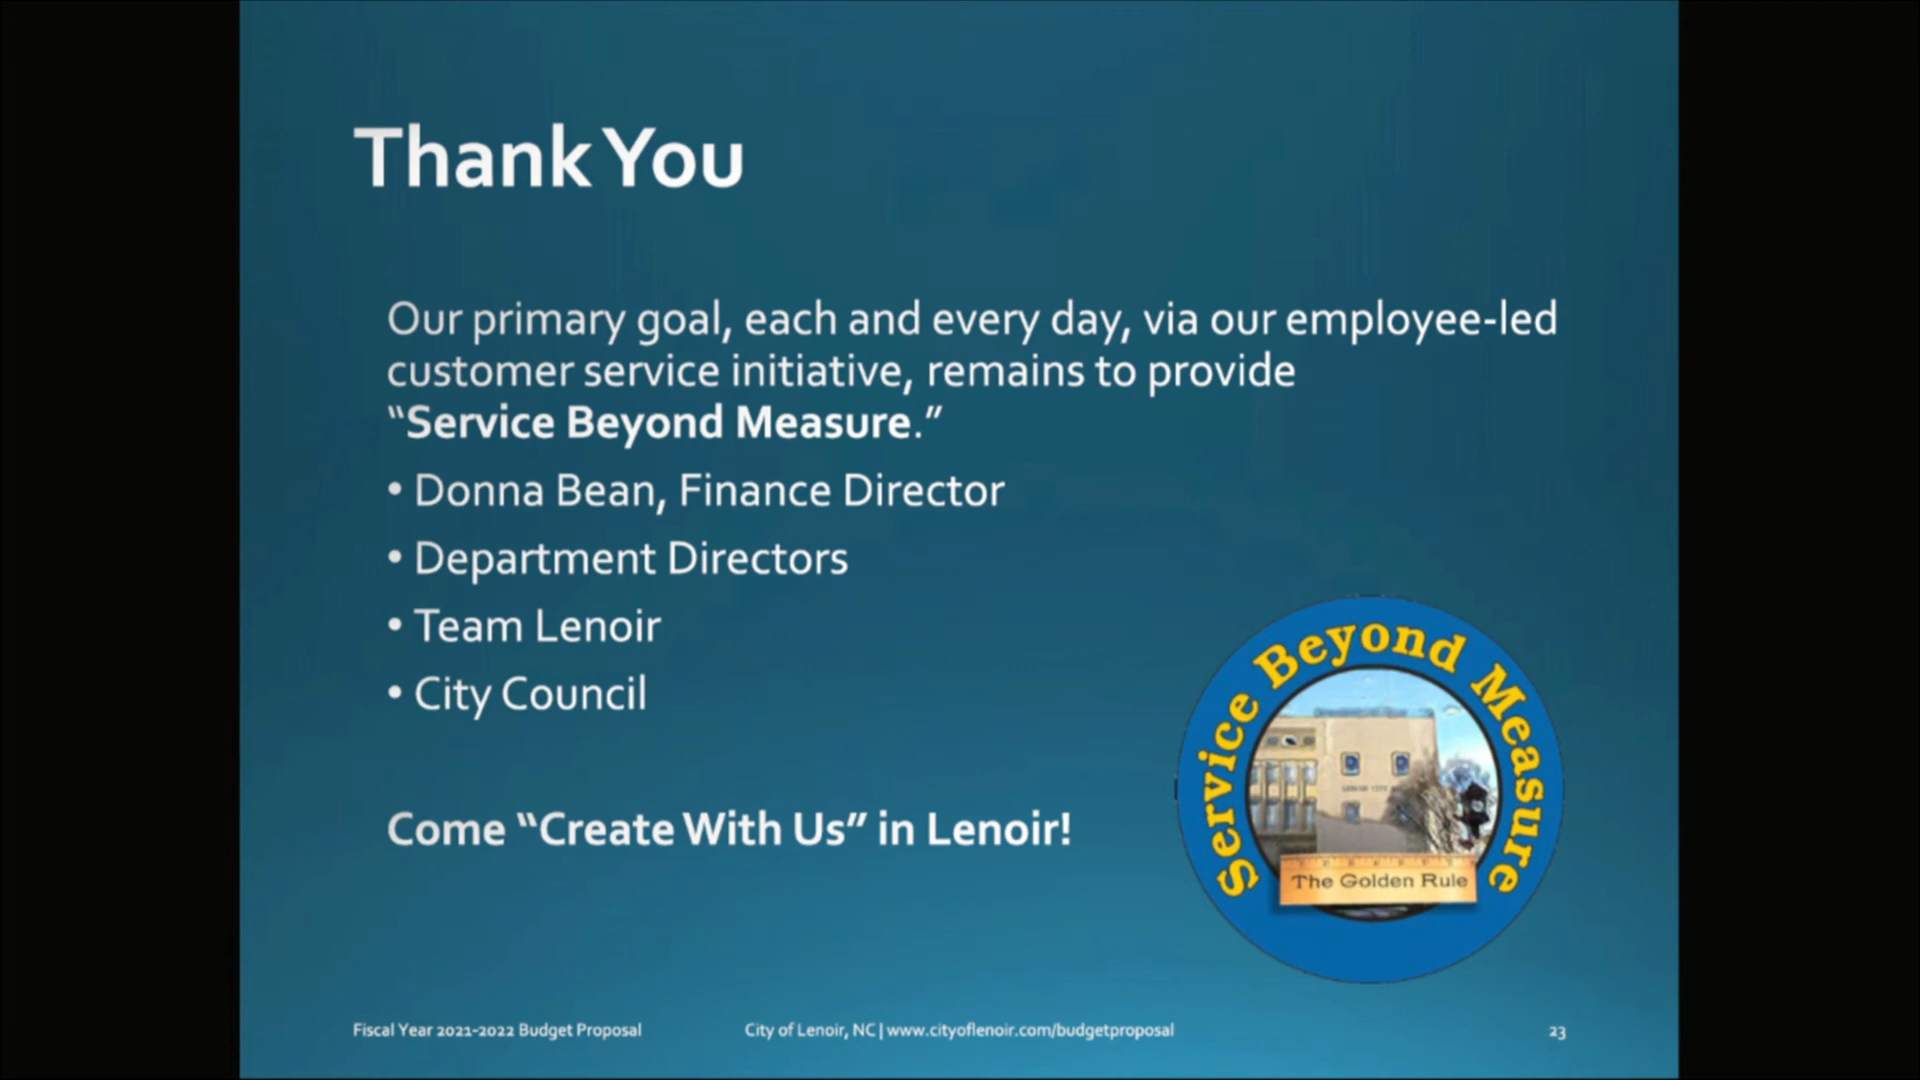 Thank You
Our primary goal, each and every day, via our employee-led
customer service initiative, remains to provide
“Service Beyond Measure.”
• Donna Bean, Finance Director
• Department Directors
• Team Lenoir
• City Council
Come “Create With Us” in Lenoir!
Service Beyond Measure
LENOIR CITY
The Golden Rule
Fiscal Year 2021-2022 Budget Proposal
City of Lenoir, NC | www.cityoflenoir.com/budgetproposal
23